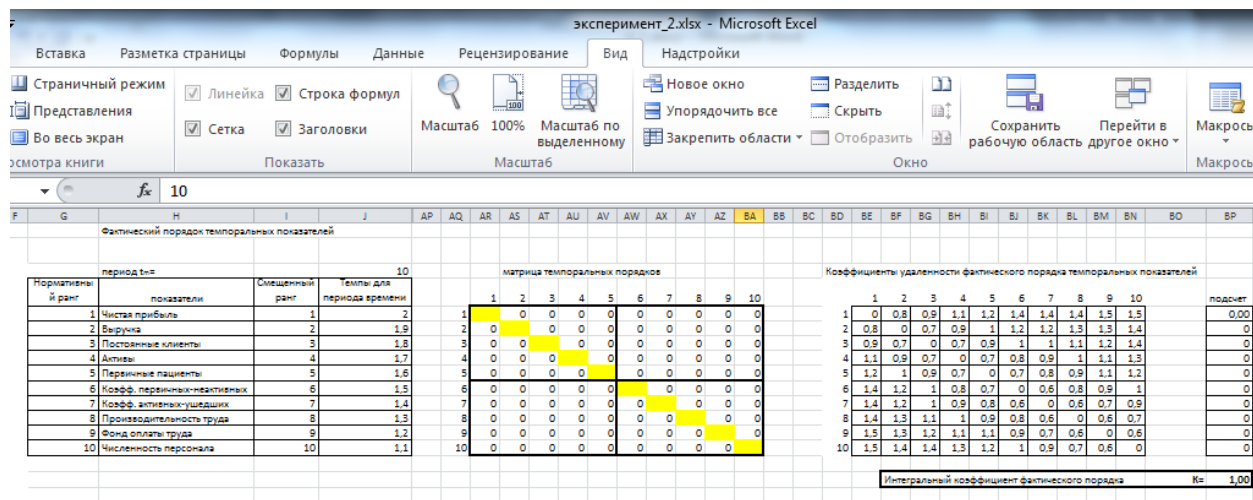 эксперимент_2.xlsx - Microsoft Excel
Вставка Разметка страницы Формулы Данные Рецензирование Вид Надстройки
Страничный режим Линейка Строка формул Новое окно Разделить
Представления Упорядочить все Скрыть
Во весь экран Сетка Заголовки Масштаб 100% Масштаб по выделенному Закрепить области Отобразить Сохранить рабочую область Перейти в другое окно Макросы
осмотра книги Показать Масштаб Окно Макросы
fx 10
F G H I J AP AQ AR AS AT AU AV AW AX AY AZ BA BB BC BD BE BF BG BH BI BJ BK BL BM BN BO BP
Фактический порядок темпоральных показателей
период tm= 10 матрица темпоральных порядков Коэффициенты удаленности фактического порядка темпоральных показателей
Нормативный ранг показатели Смещенный ранг Темпы для периода времени 1 2 3 4 5 6 7 8 9 10 1 2 3 4 5 6 7 8 9 10 подсчет
1 Чистая прибыль 1 2 1 0 0 0 0 0 0 0 0 0 1 0 0,8 0,9 1,1 1,2 1,4 1,4 1,4 1,5 1,5 0,00
2 Выручка 2 1,9 2 0 0 0 0 0 0 0 0 0 2 0,8 0 0,7 0,9 1 1,2 1,2 1,3 1,3 1,4 0
3 Постоянные клиенты 3 1,8 3 0 0 0 0 0 0 0 0 0 3 0,9 0,7 0 0,7 0,9 1 1 1,1 1,2 1,4 0
4 Активы 4 1,7 4 0 0 0 0 0 0 0 0 0 4 1,1 0,9 0,7 0 0,7 0,8 0,9 1 1,1 1,3 0
5 Первичные пациенты 5 1,6 5 0 0 0 0 0 0 0 0 0 5 1,2 1 0,9 0,7 0 0,7 0,8 0,9 1,1 1,2 0
6 Коэфф. первичных-неактивных 6 1,5 6 0 0 0 0 0 0 0 0 0 6 1,4 1,2 1 0,8 0,7 0 0,6 0,8 0,9 1 0
7 Коэфф. активных-ушедших 7 1,4 7 0 0 0 0 0 0 0 0 0 7 1,4 1,2 1 0,9 0,8 0,6 0 0,6 0,7 0,9 0
8 Производительность труда 8 1,3 8 0 0 0 0 0 0 0 0 0 8 1,4 1,3 1,1 1 0,9 0,8 0,6 0 0,6 0,7 0
9 Фонд оплаты труда 9 1,2 9 0 0 0 0 0 0 0 0 0 9 1,5 1,3 1,2 1,1 1,1 0,9 0,7 0,6 0 0,6 0
10 Численность персонала 10 1,1 10 0 0 0 0 0 0 0 0 0 10 1,5 1,4 1,4 1,3 1,2 1 0,9 0,7 0,6 0 0
Интегральный коэффициент фактического порядка K= 1,00